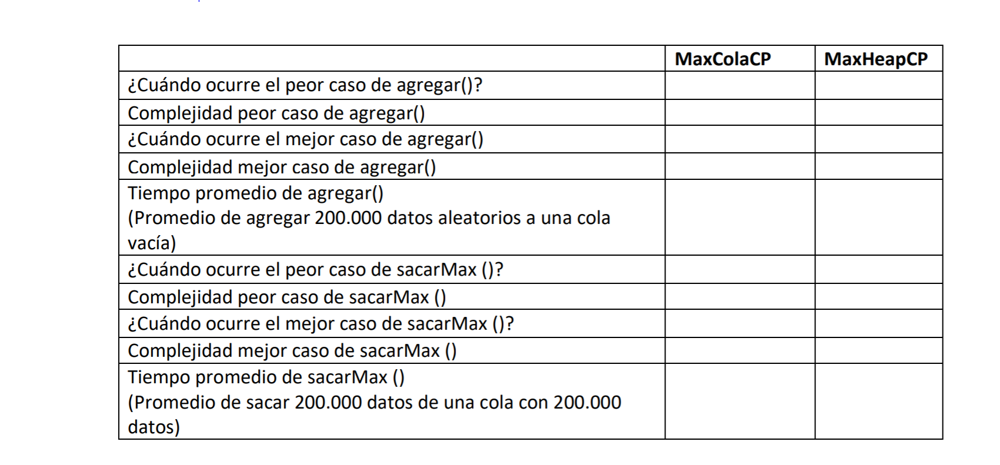 MaxColaCP MaxHeapCP
¿Cuándo ocurre el peor caso de agregar()?
Complejidad peor caso de agregar()
¿Cuándo ocurre el mejor caso de agregar()
Complejidad mejor caso de agregar()
Tiempo promedio de agregar()
(Promedio de agregar 200.000 datos aleatorios a una cola
vacía)
¿Cuándo ocurre el peor caso de sacarMax ()?
Complejidad peor caso de sacarMax ()
¿Cuándo ocurre el mejor caso de sacarMax ()?
Complejidad mejor caso de sacarMax ()
Tiempo promedio de sacarMax ()
(Promedio de sacar 200.000 datos de una cola con 200.000
datos)